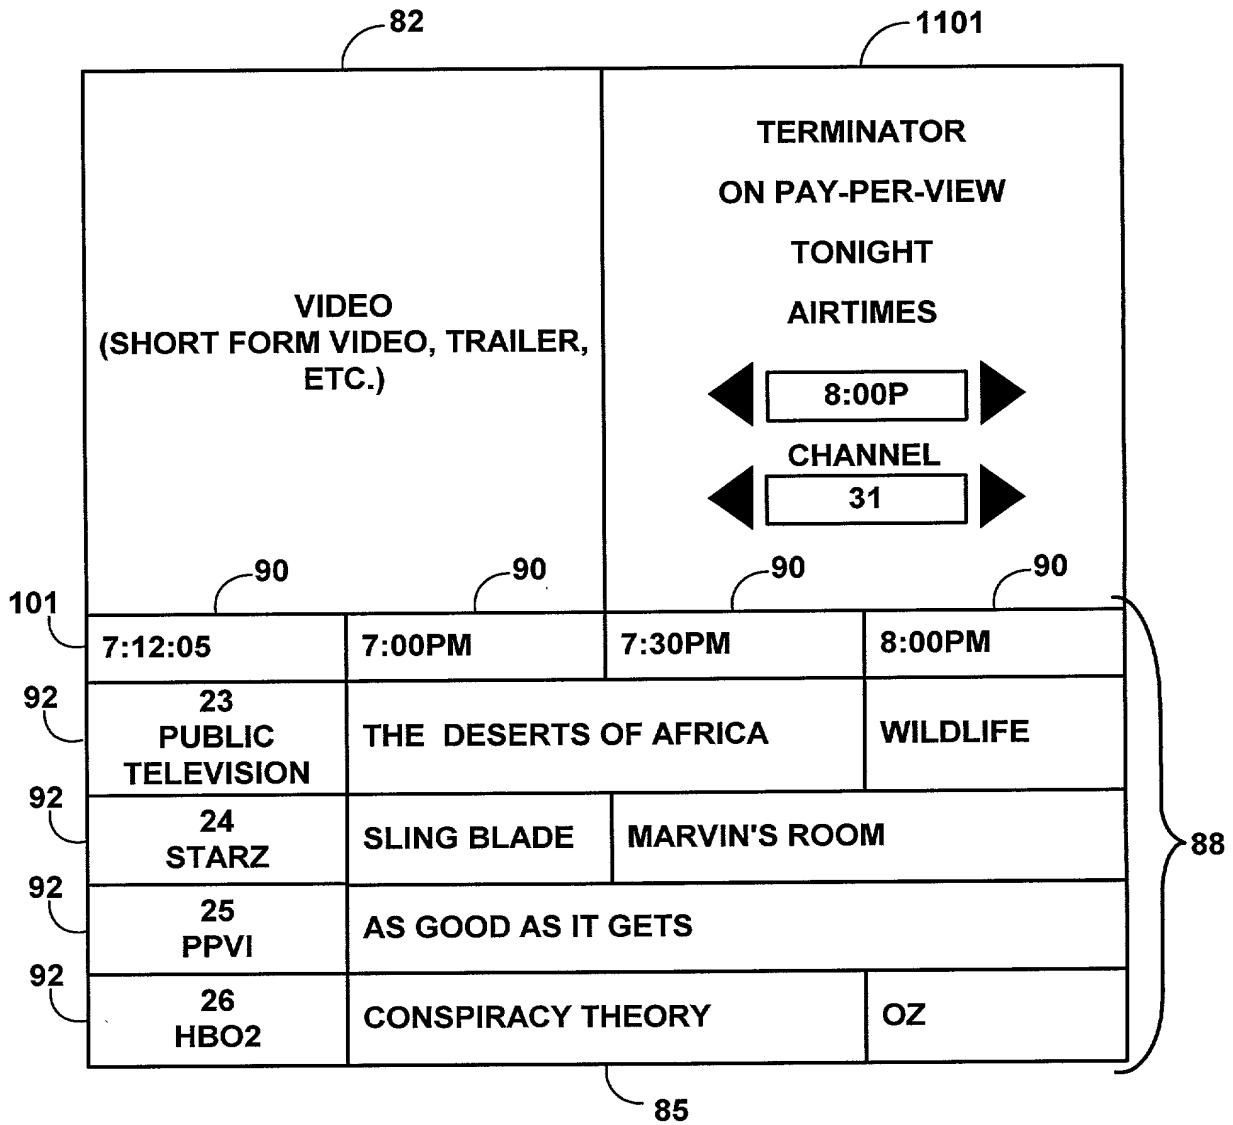 82
1101
TERMINATOR
ON PAY-PER-VIEW
TONIGHT
AIRTIMES
VIDEO
(SHORT FORM VIDEO, TRAILER,
ETC.)
8:00P
CHANNEL
31
90
90
90
90
101
7:12:05
7:00PM
7:30PM
8:00PM
92
23
PUBLIC
TELEVISION
THE DESERTS OF AFRICA
WILDLIFE
92
24
STARZ
SLING BLADE
MARVIN'S ROOM
88
92
25
PPVI
AS GOOD AS IT GETS
92
26
HBO2
CONSPIRACY THEORY
OZ
85